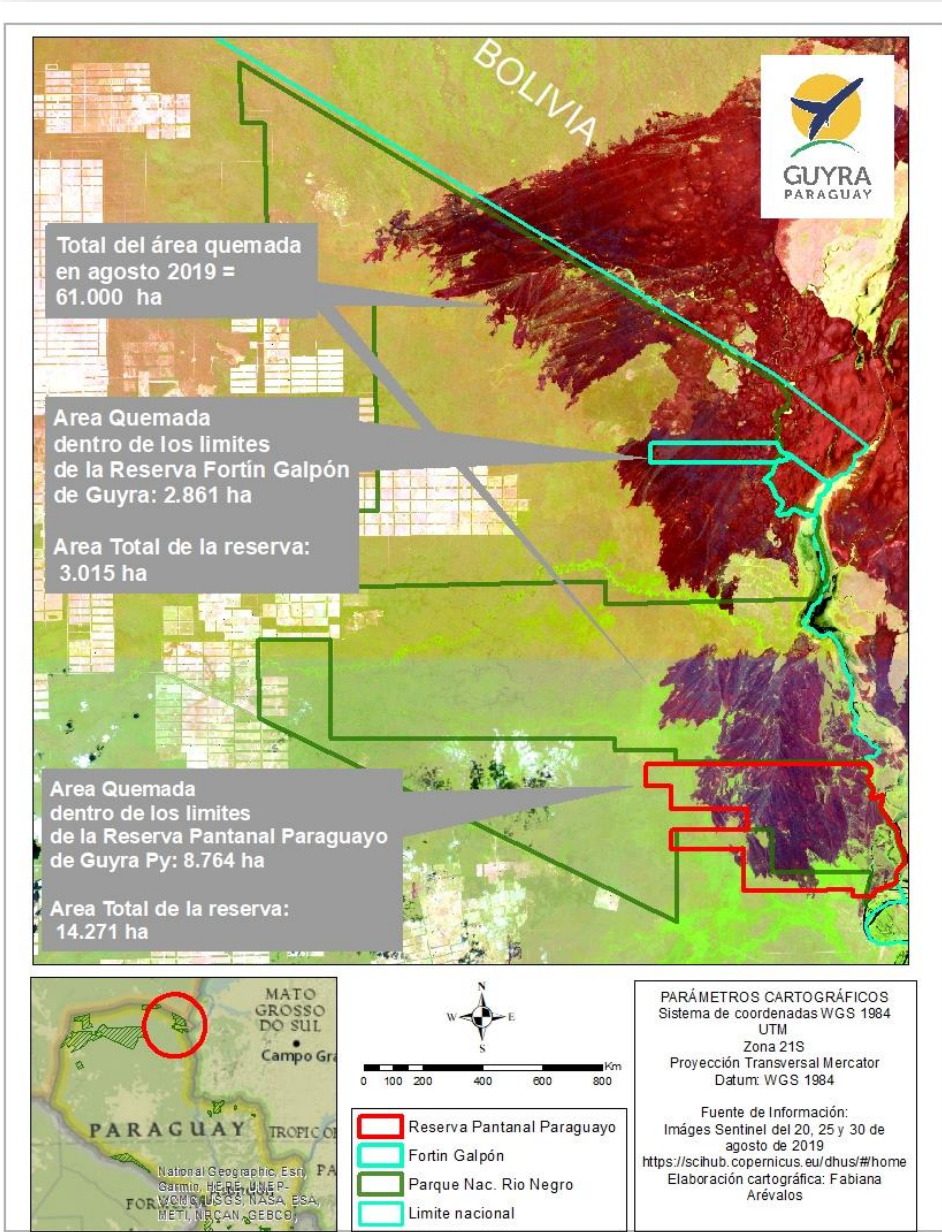 BOLIVIA
GUYRA
PARAGUAY
Total del área quemada
en agosto 2019 =
61.000 ha
Area Quemada
dentro de los limites
de la Reserva Fortín Galpón
de Guyra: 2.861 ha
Area Total de la reserva:
3.015 ha
Area Quemada
dentro de los limites
de la Reserva Pantanal Paraguayo
de Guyra Py: 8.764 ha
Area Total de la reserva:
14.271 ha
MATO
GROSSO
DO SUL
Campo Gra
PARAGUAY
TROPIC OF
PA
National Geographic, Esri,
Garmin, HERE, UNEP-
WCMC, USGS, NASA, ESA,
METI, NRCAN, GEBCO,
N
W
E
S
Km
0 100 200 400 600 800
Reserva Pantanal Paraguayo
Fortin Galpón
Parque Nac. Rio Negro
Limite nacional
PARÁMETROS CARTOGRÁFICOS
Sistema de coordenadas WGS 1984
UTM
Zona 21S
Proyección Transversal Mercator
Datum: WGS 1984
Fuente de Información:
Imáges Sentinel del 20, 25 y 30 de
agosto de 2019
https://scihub.copernicus.eu/dhus/#/home
Elaboración cartográfica: Fabiana
Arévalos